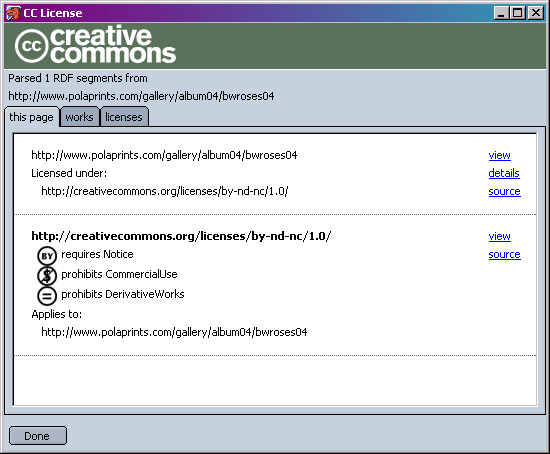 CC License
cc creative
commons
Parsed 1 RDF segments from
http://www.polaprints.com/gallery/album04/bwroses04
this page works licenses
http://www.polaprints.com/gallery/album04/bwroses04 view
Licensed under: details
http://creativecommons.org/licenses/by-nd-nc/1.0/ source
http://creativecommons.org/licenses/by-nd-nc/1.0/ view
BY requires Notice source
$ prohibits CommercialUse
= prohibits DerivativeWorks
Applies to:
http://www.polaprints.com/gallery/album04/bwroses04
Done